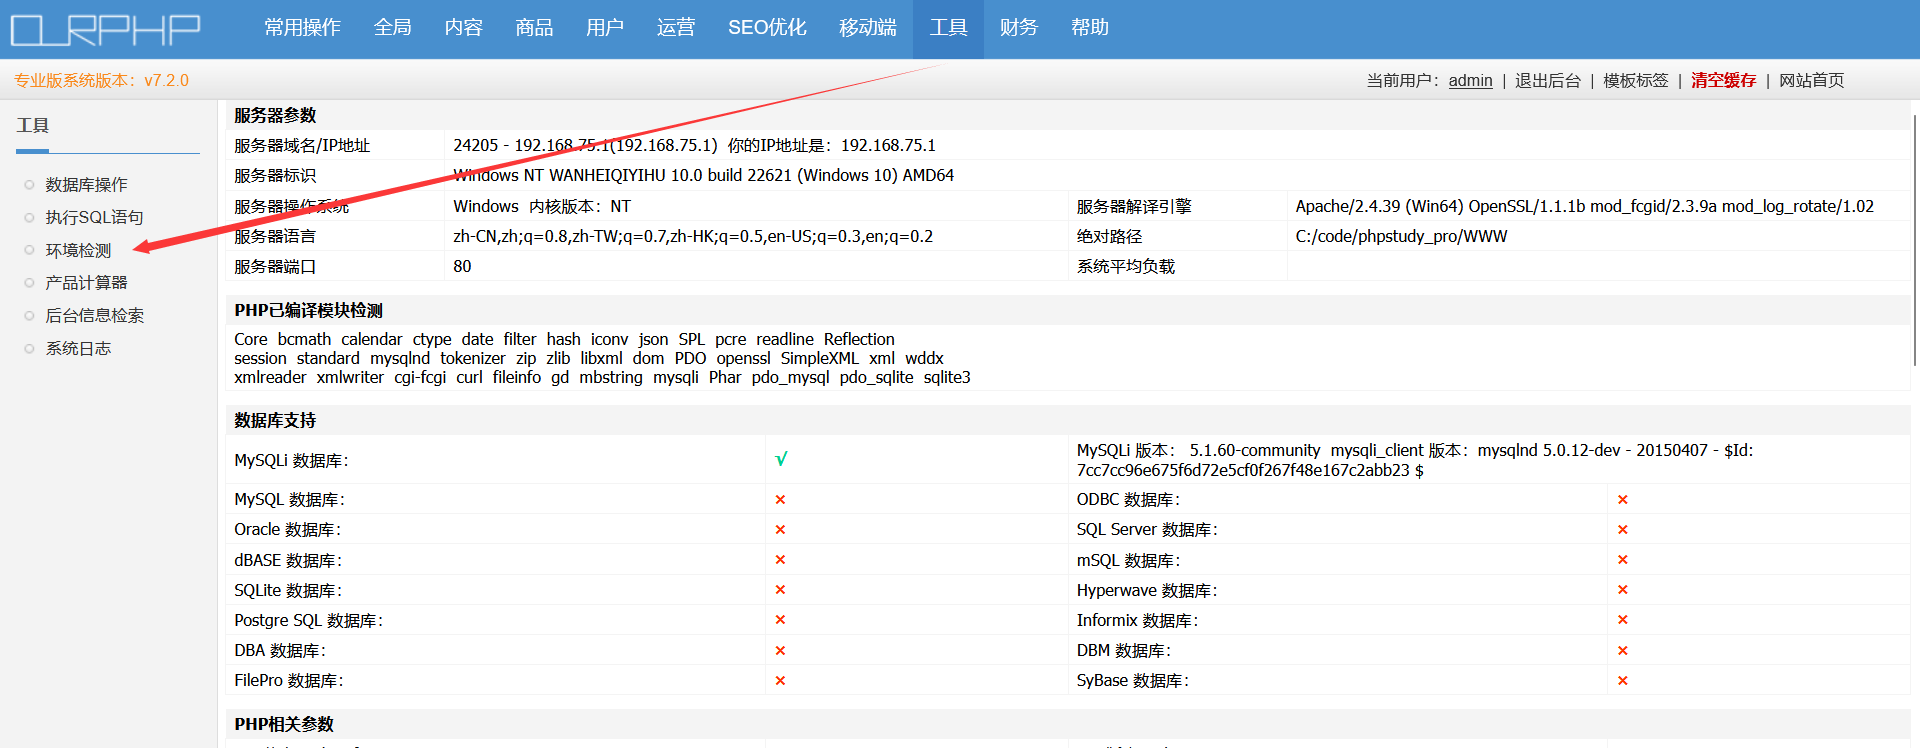 OURPHP
常用操作 全局 内容 商品 用户 运营 SEO优化 移动端 工具 财务 帮助
专业版系统版本：v7.2.0
当前用户：admin | 退出后台 | 模板标签 | 清空缓存 | 网站首页
工具
数据库操作
执行SQL语句
环境检测
产品计算器
后台信息检索
系统日志
服务器参数
服务器域名/IP地址 24205 - 192.168.75.1(192.168.75.1) 你的IP地址是：192.168.75.1
服务器标识 Windows NT WANHEIQIYIHU 10.0 build 22621 (Windows 10) AMD64
服务器操作系统 Windows 内核版本：NT 服务器解译引擎 Apache/2.4.39 (Win64) OpenSSL/1.1.1b mod_fcgid/2.3.9a mod_log_rotate/1.02
服务器语言 zh-CN,zh;q=0.8,zh-TW;q=0.7,zh-HK;q=0.5,en-US;q=0.3,en;q=0.2 绝对路径 C:/code/phpstudy_pro/WWW
服务器端口 80 系统平均负载
PHP已编译模块检测
Core bcmath calendar ctype date filter hash iconv json SPL pcre readline Reflection
session standard mysqlnd tokenizer zip zlib libxml dom PDO openssl SimpleXML xml wddx
xmlreader xmlwriter cgi-fcgi curl fileinfo gd mbstring mysqli Phar pdo_mysql pdo_sqlite sqlite3
数据库支持
MySQLi 数据库： √ MySQLi 版本： 5.1.60-community mysqli_client 版本：mysqlnd 5.0.12-dev - 20150407 - $Id:
7cc7cc96e675f6d72e5cf0f267f48e167c2abb23 $
MySQL 数据库： × ODBC 数据库： ×
Oracle 数据库： × SQL Server 数据库： ×
dBASE 数据库： × mSQL 数据库： ×
SQLite 数据库： × Hyperwave 数据库： ×
Postgre SQL 数据库： × Informix 数据库： ×
DBA 数据库： × DBM 数据库： ×
FilePro 数据库： × SyBase 数据库： ×
PHP相关参数